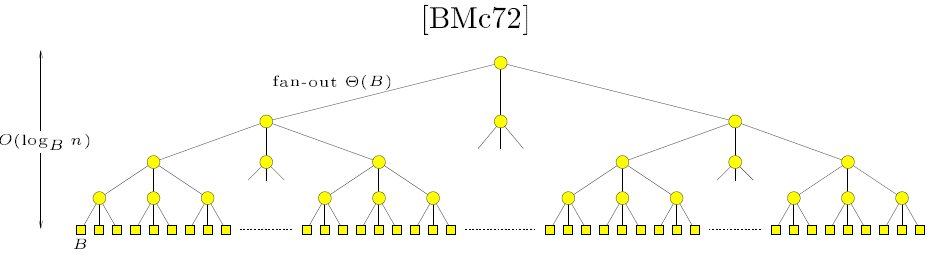 [BMc72]
fan-out Θ(B)
O(log_B n)
B